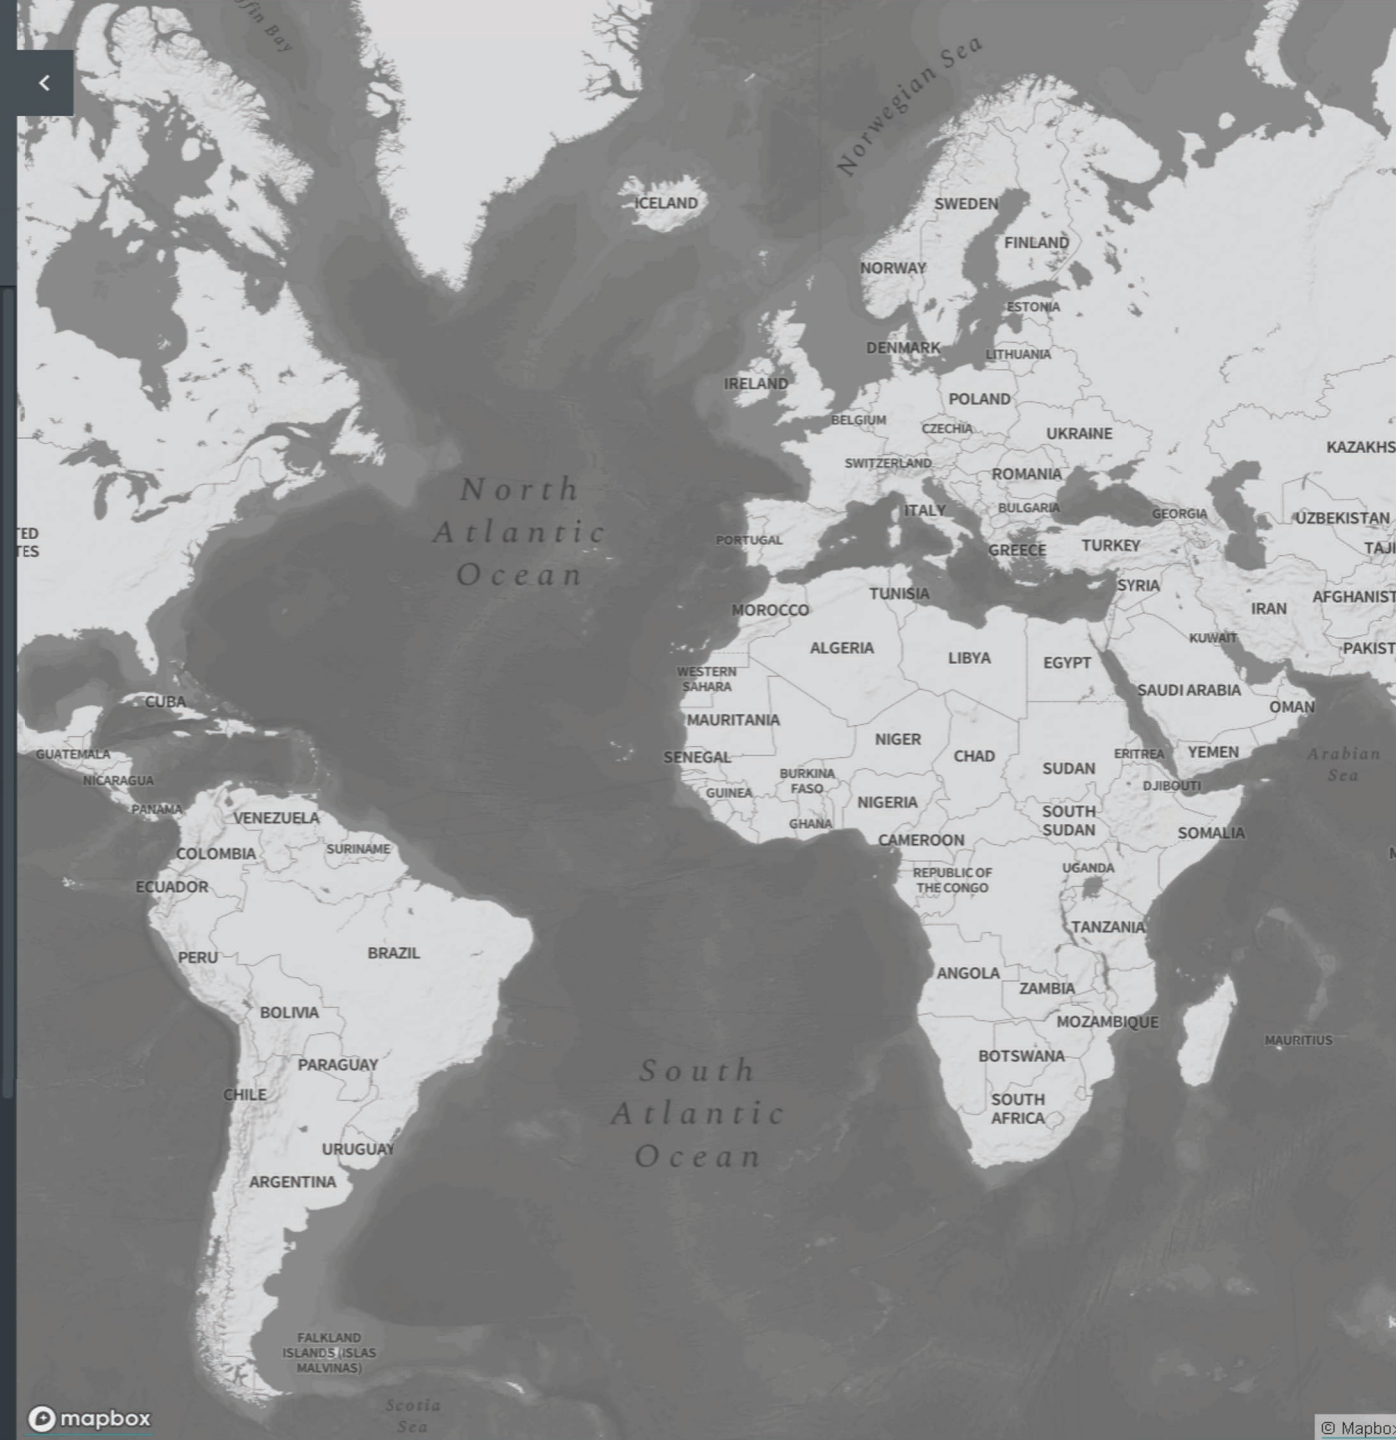 ffin Bay
Norwegian Sea
ICELAND
SWEDEN
FINLAND
NORWAY
ESTONIA
DENMARK
LITHUANIA
IRELAND
POLAND
BELGIUM
CZECHIA
UKRAINE
KAZAKHS
SWITZERLAND
ROMANIA
North
Atlantic
Ocean
ITALY
BULGARIA
GEORGIA
UZBEKISTAN
TED
TES
PORTUGAL
GREECE
TURKEY
TAJI
SYRIA
TUNISIA
AFGHANIST
MOROCCO
IRAN
KUWAIT
ALGERIA
LIBYA
EGYPT
PAKIST
WESTERN
SAHARA
SAUDI ARABIA
CUBA
OMAN
MAURITANIA
NIGER
GUATEMALA
SENEGAL
CHAD
ERITREA
YEMEN
Arabian
Sea
SUDAN
NICARAGUA
BURKINA
FASO
DJIBOUTI
GUINEA
PANAMA
NIGERIA
VENEZUELA
GHANA
SOUTH
SUDAN
SOMALIA
CAMEROON
COLOMBIA
SURINAME
M
UGANDA
ECUADOR
REPUBLIC OF
THE CONGO
TANZANIA
BRAZIL
PERU
ANGOLA
ZAMBIA
BOLIVIA
MOZAMBIQUE
MAURITIUS
BOTSWANA
PARAGUAY
South
Atlantic
Ocean
CHILE
SOUTH
AFRICA
URUGUAY
ARGENTINA
FALKLAND
ISLANDS (ISLAS
MALVINAS)
Scotia
Sea
mapbox
© Mapbox